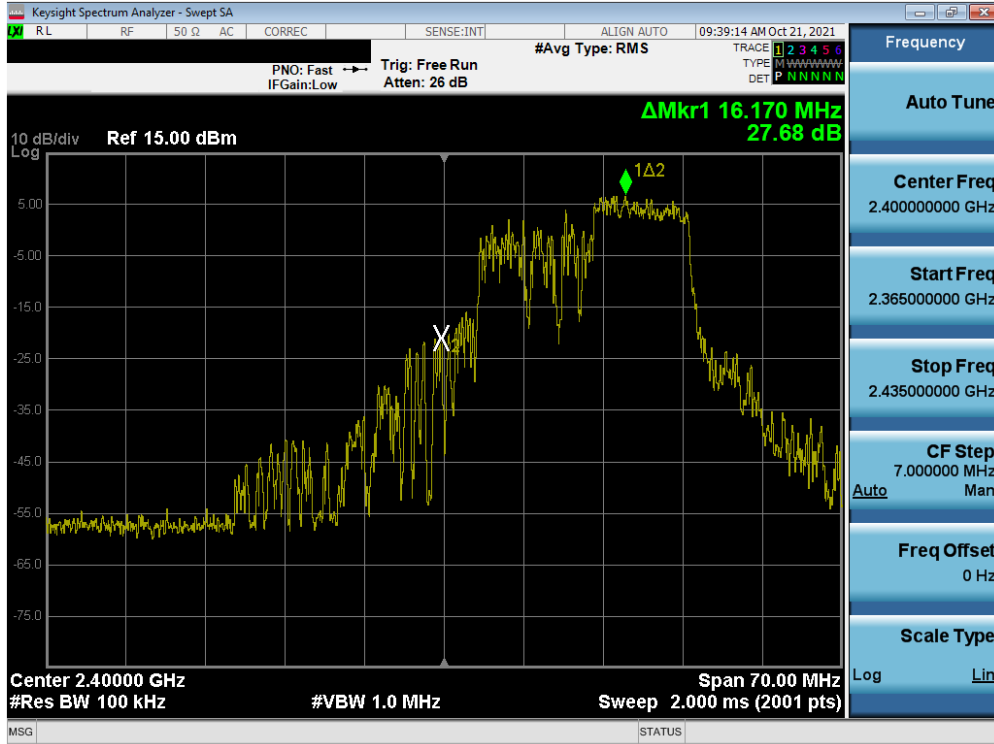 Keysight Spectrum Analyzer - Swept SA
LXI RL RF 50 Ω AC CORREC SENSE:INT ALIGN AUTO 09:39:14 AM Oct 21, 2021
PNO: Fast
IFGain:Low
Trig: Free Run
Atten: 26 dB
#Avg Type: RMS
TRACE 1 2 3 4 5 6
TYPE M WWWWW
DET P N N N N N
ΔMkr1 16.170 MHz
27.68 dB
10 dB/div Ref 15.00 dBm
Log
1Δ2
5.00
-5.00
-15.0
X2
-25.0
-35.0
-45.0
-55.0
-65.0
-75.0
Center 2.40000 GHz Span 70.00 MHz
#Res BW 100 kHz #VBW 1.0 MHz Sweep 2.000 ms (2001 pts)
MSG STATUS
Frequency
Auto Tune
Center Freq
2.400000000 GHz
Start Freq
2.365000000 GHz
Stop Freq
2.435000000 GHz
CF Step
7.000000 MHz
Auto Man
Freq Offset
0 Hz
Scale Type
Log Lin